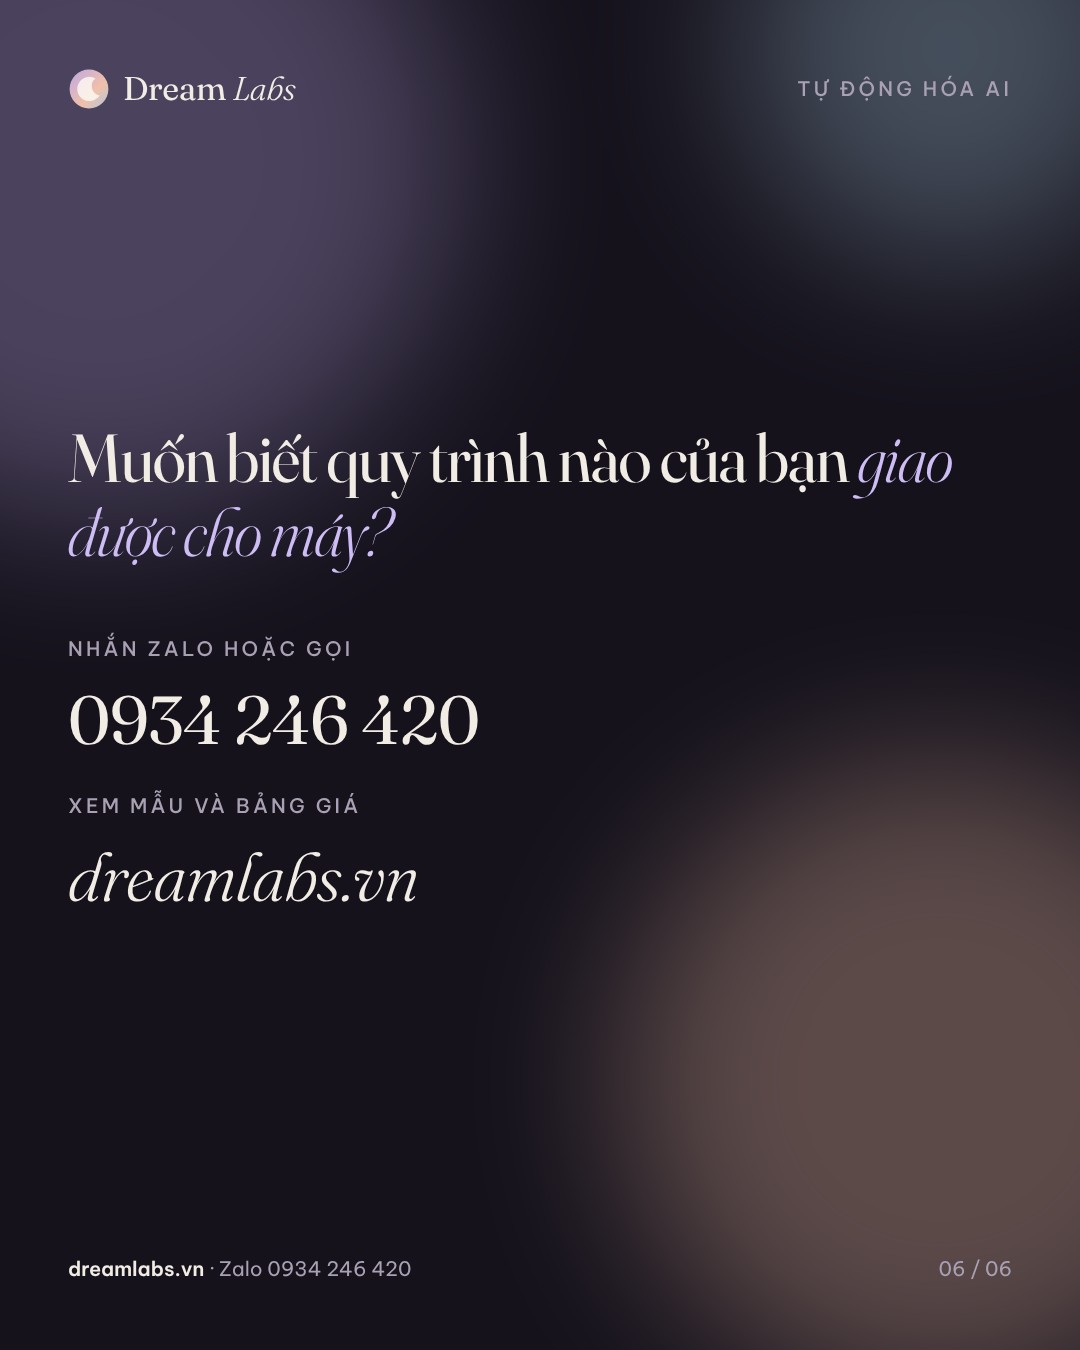 Dream Labs
TỰ ĐỘNG HÓA AI
Muốn biết quy trình nào của bạn giao
được cho máy?
NHẮN ZALO HOẶC GỌI
0934 246 420
XEM MẪU VÀ BẢNG GIÁ
dreamlabs.vn
dreamlabs.vn · Zalo 0934 246 420
06 / 06